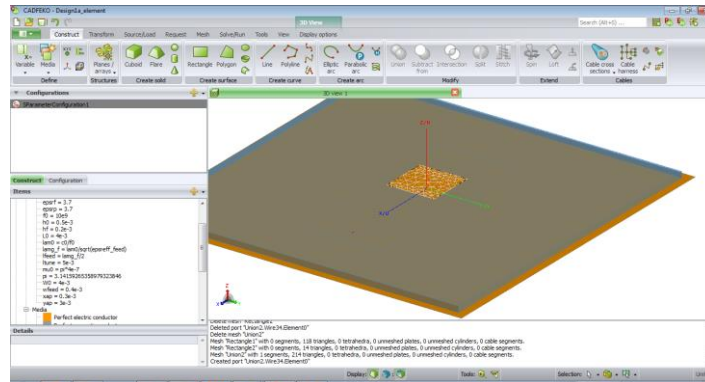 CADFEKO - Design1a_element
3D View
Search (Alt+S) ...
Construct Transform Source/Load Request Mesh Solve/Run Tools View Display options
Variable Media Planes / arrays Cuboid Flare Rectangle Polygon Line Polyline Elliptic arc Parabolic arc Union Subtract from Intersection Split Stitch Spin Loft Cable cross sections Cable harness
Define Structures Create solid Create surface Create curve Create arc Modify Extend Cables
Configurations
3D view 1
SParameterConfiguration1
Construct Configuration
Items
epsrf = 3.7
epsrp = 3.7
f0 = 10e9
h0 = 0.5e-3
hf = 0.2e-3
L0 = 4e-3
lam0 = c0/f0
lamg_f = lam0/sqrt(epsreff_feed)
lfeed = lamg_f/2
ltune = 5e-3
mu0 = pi*4e-7
pi = 3.14159265358979323846
W0 = 4e-3
wfeed = 0.4e-3
xap = 0.3e-3
yap = 3e-3
Media
Perfect electric conductor
Details
Delete mesh "Rectangle2"
Deleted port "Union2.Wire34.Element0"
Delete mesh "Union2"
Mesh "Rectangle1" with 0 segments, 118 triangles, 0 tetrahedra, 0 unmeshed plates, 0 unmeshed cylinders, 0 cable segments.
Mesh "Rectangle2" with 0 segments, 14 triangles, 0 tetrahedra, 0 unmeshed plates, 0 unmeshed cylinders, 0 cable segments.
Mesh "Union2" with 1 segments, 214 triangles, 0 tetrahedra, 0 unmeshed plates, 0 unmeshed cylinders, 0 cable segments.
Created port "Union2.Wire34.Element0"
Display: Tools: Selection: